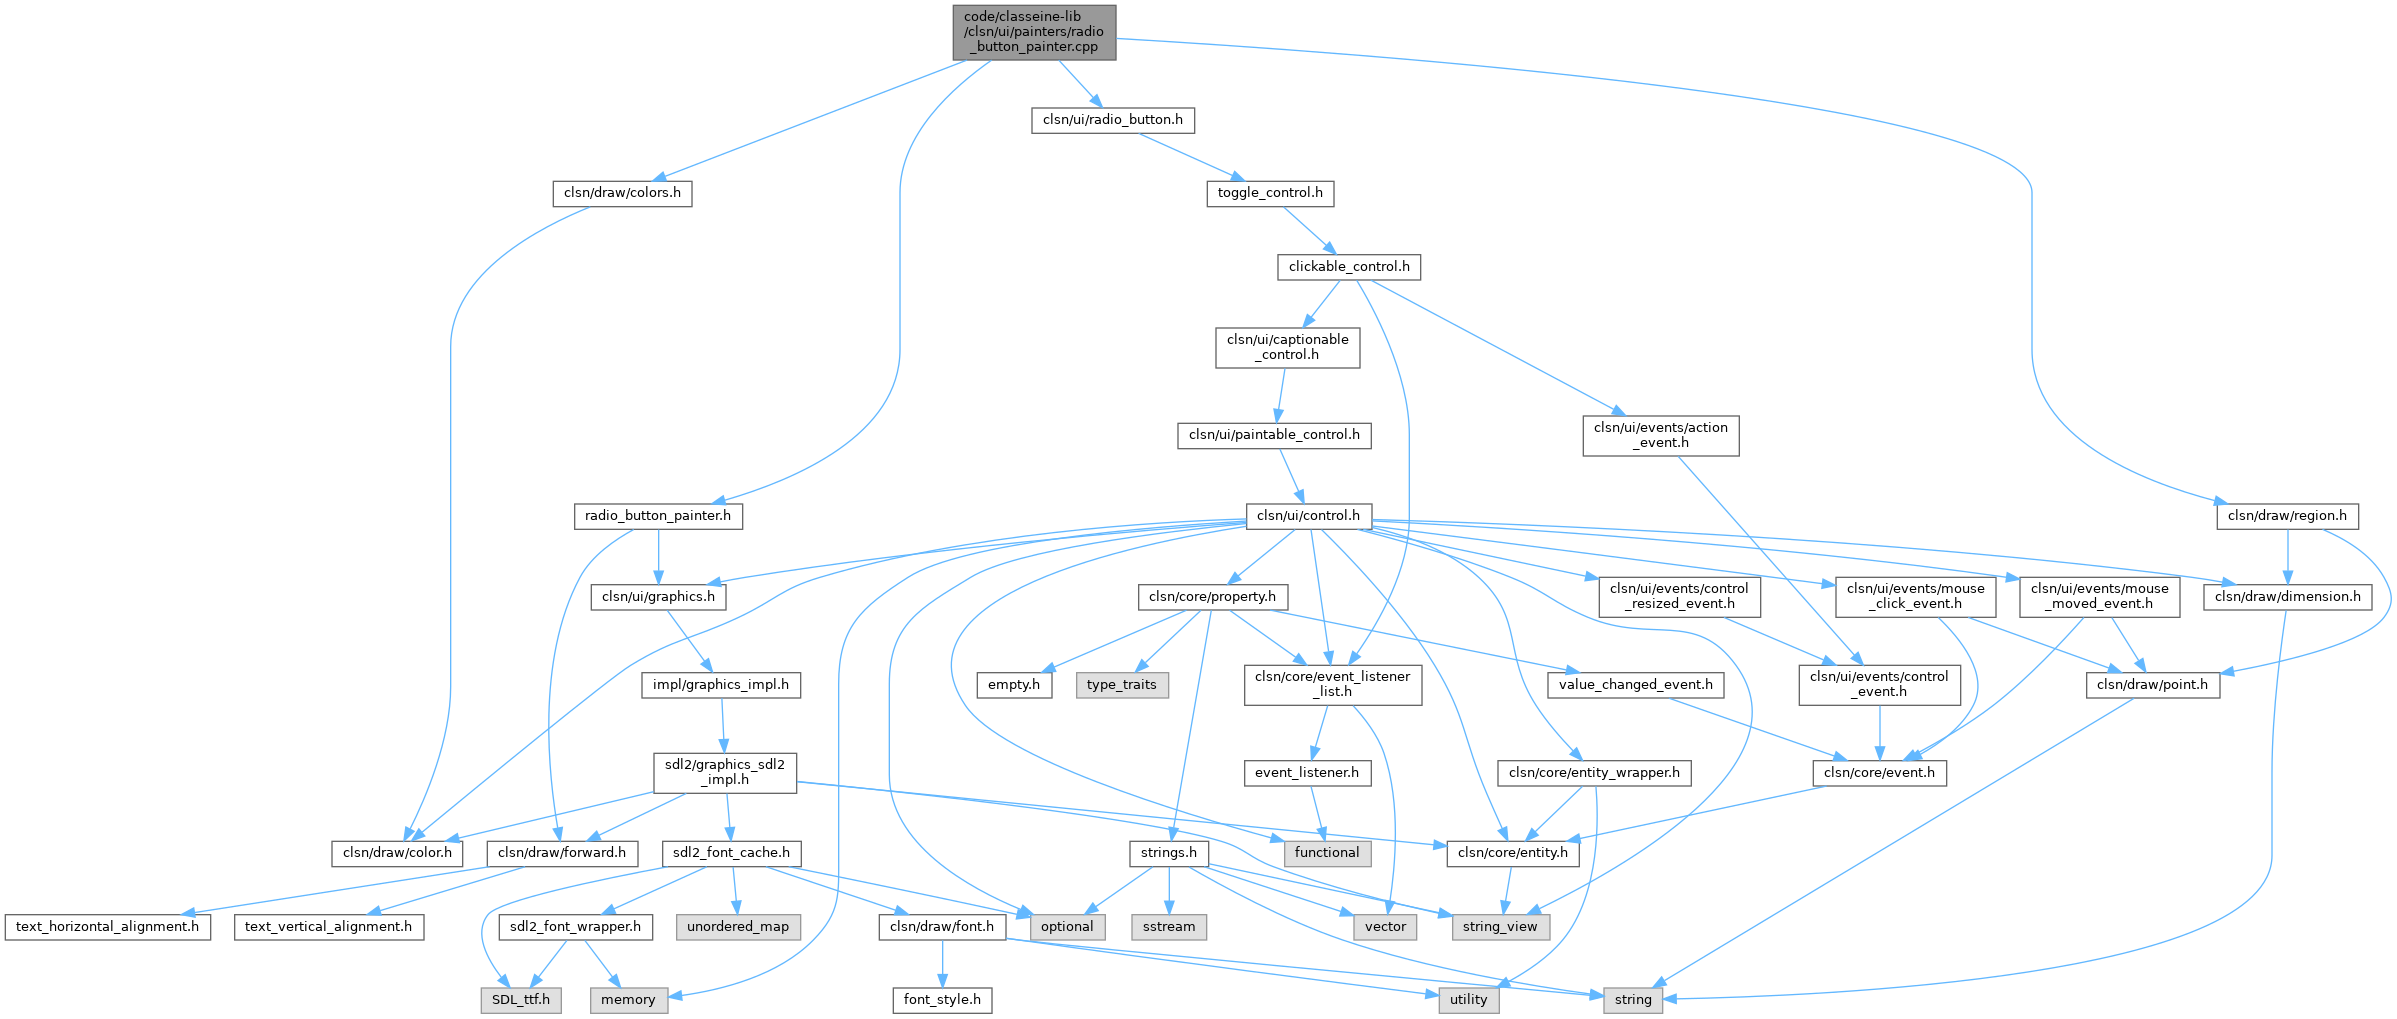 code/classeine-lib
/clsn/ui/painters/radio
_button_painter.cpp
clsn/ui/radio_button.h
clsn/draw/colors.h
toggle_control.h
clickable_control.h
clsn/ui/captionable
_control.h
clsn/ui/paintable_control.h
clsn/ui/events/action
_event.h
radio_button_painter.h
clsn/ui/control.h
clsn/draw/region.h
clsn/ui/graphics.h
clsn/core/property.h
clsn/ui/events/control
_resized_event.h
clsn/ui/events/mouse
_click_event.h
clsn/ui/events/mouse
_moved_event.h
clsn/draw/dimension.h
impl/graphics_impl.h
empty.h
type_traits
clsn/core/event_listener
_list.h
value_changed_event.h
clsn/ui/events/control
_event.h
clsn/draw/point.h
sdl2/graphics_sdl2
_impl.h
event_listener.h
clsn/core/entity_wrapper.h
clsn/core/event.h
clsn/draw/color.h
clsn/draw/forward.h
sdl2_font_cache.h
strings.h
functional
clsn/core/entity.h
text_horizontal_alignment.h
text_vertical_alignment.h
sdl2_font_wrapper.h
unordered_map
clsn/draw/font.h
optional
sstream
vector
string_view
SDL_ttf.h
memory
font_style.h
utility
string